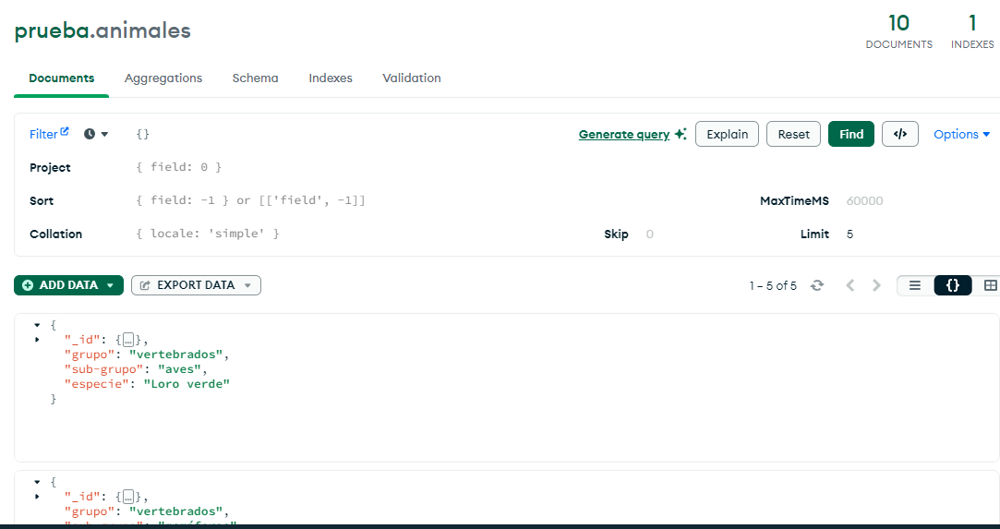 prueba.animales
10
DOCUMENTS
1
INDEXES
Documents Aggregations Schema Indexes Validation
Filter {} Generate query Explain Reset Find </> Options
Project { field: 0 }
Sort { field: -1 } or [['field', -1]] MaxTimeMS 60000
Collation { locale: 'simple' } Skip 0 Limit 5
ADD DATA EXPORT DATA 1 – 5 of 5 {}
{
"_id": {…},
"grupo": "vertebrados",
"sub-grupo": "aves",
"especie": "Loro verde"
}
{
"_id": {…},
"grupo": "vertebrados",